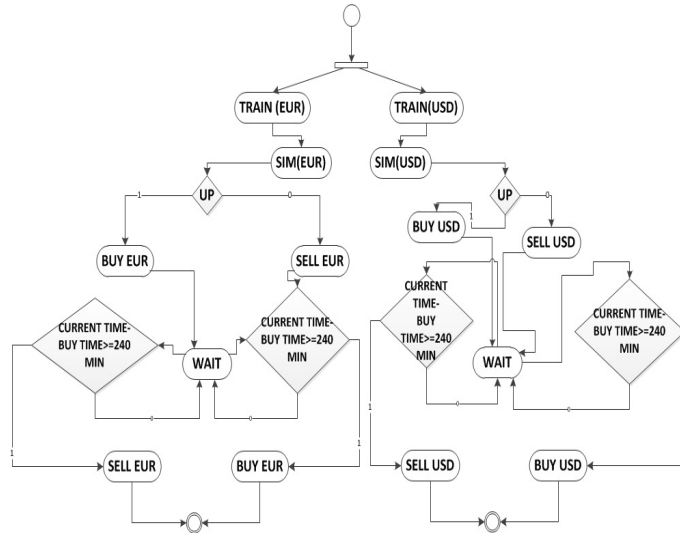 TRAIN (EUR)
TRAIN(USD)
SIM(EUR)
SIM(USD)
UP
1
0
UP
1
0
BUY EUR
SELL EUR
BUY USD
SELL USD
CURRENT TIME-
BUY TIME>=240
MIN
WAIT
CURRENT TIME-
BUY TIME>=240
MIN
CURRENT
TIME-
BUY
TIME>=240
MIN
WAIT
CURRENT TIME-
BUY TIME>=240
MIN
0
0
0
0
1
1
1
SELL EUR
BUY EUR
SELL USD
BUY USD
1